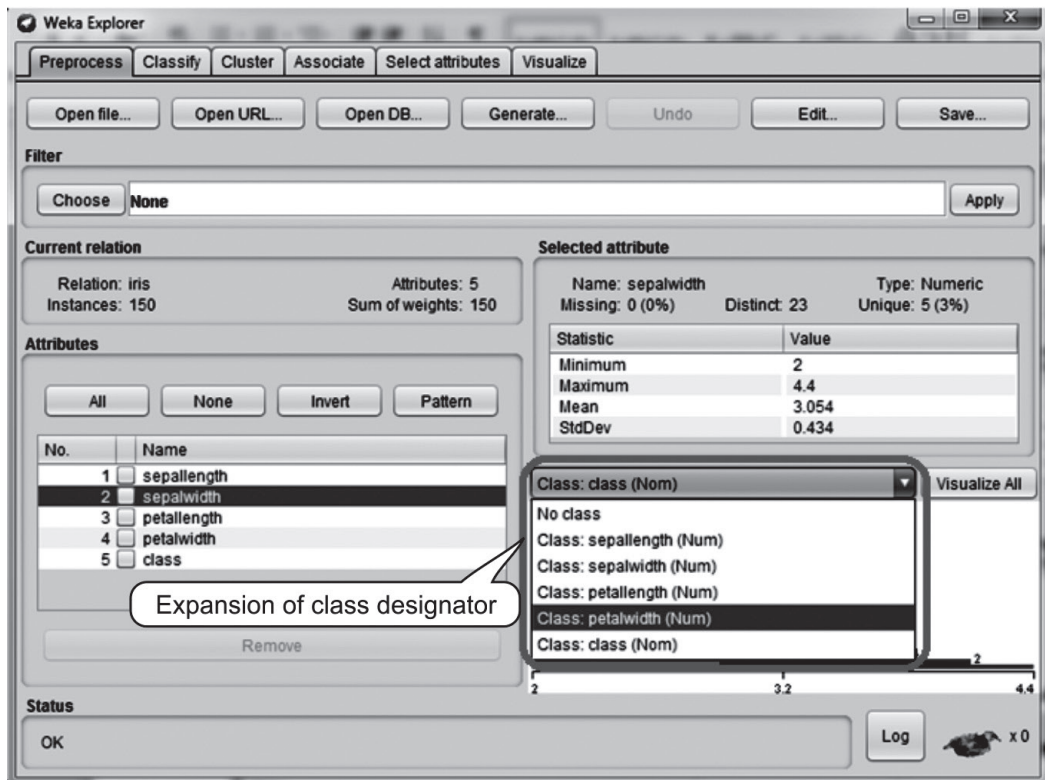 Weka Explorer
Preprocess Classify Cluster Associate Select attributes Visualize
Open file... Open URL... Open DB... Generate... Undo Edit... Save...
Filter
Choose None Apply
Current relation
Relation: iris Attributes: 5
Instances: 150 Sum of weights: 150
Selected attribute
Name: sepalwidth Type: Numeric
Missing: 0 (0%) Distinct: 23 Unique: 5 (3%)
Statistic Value
Minimum 2
Maximum 4.4
Mean 3.054
StdDev 0.434
Attributes
All None Invert Pattern
No. Name
1 sepallength
2 sepalwidth
3 petallength
4 petalwidth
5 class
Expansion of class designator
Remove
Class: class (Nom) Visualize All
No class
Class: sepallength (Num)
Class: sepalwidth (Num)
Class: petallength (Num)
Class: petalwidth (Num)
Class: class (Nom)
2
2 3.2 4.4
Status
OK Log x 0